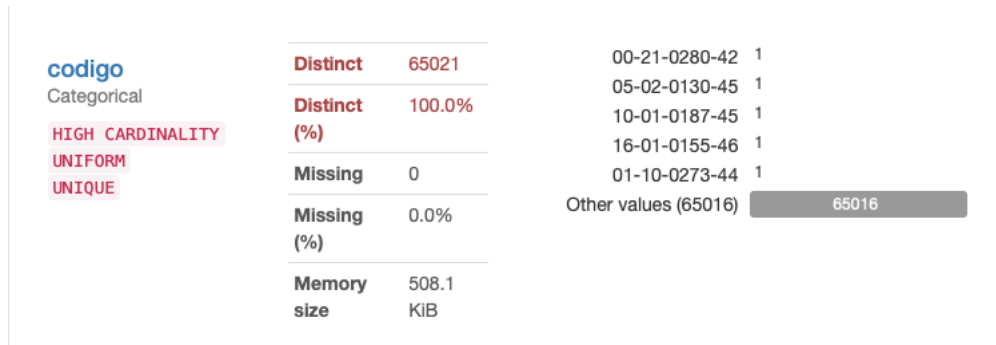 codigo
Categorical
HIGH CARDINALITY
UNIFORM
UNIQUE
Distinct 65021
Distinct 100.0%
(%)
Missing 0
Missing 0.0%
(%)
Memory 508.1
size KiB
00-21-0280-42 1
05-02-0130-45 1
10-01-0187-45 1
16-01-0155-46 1
01-10-0273-44 1
Other values (65016) 65016